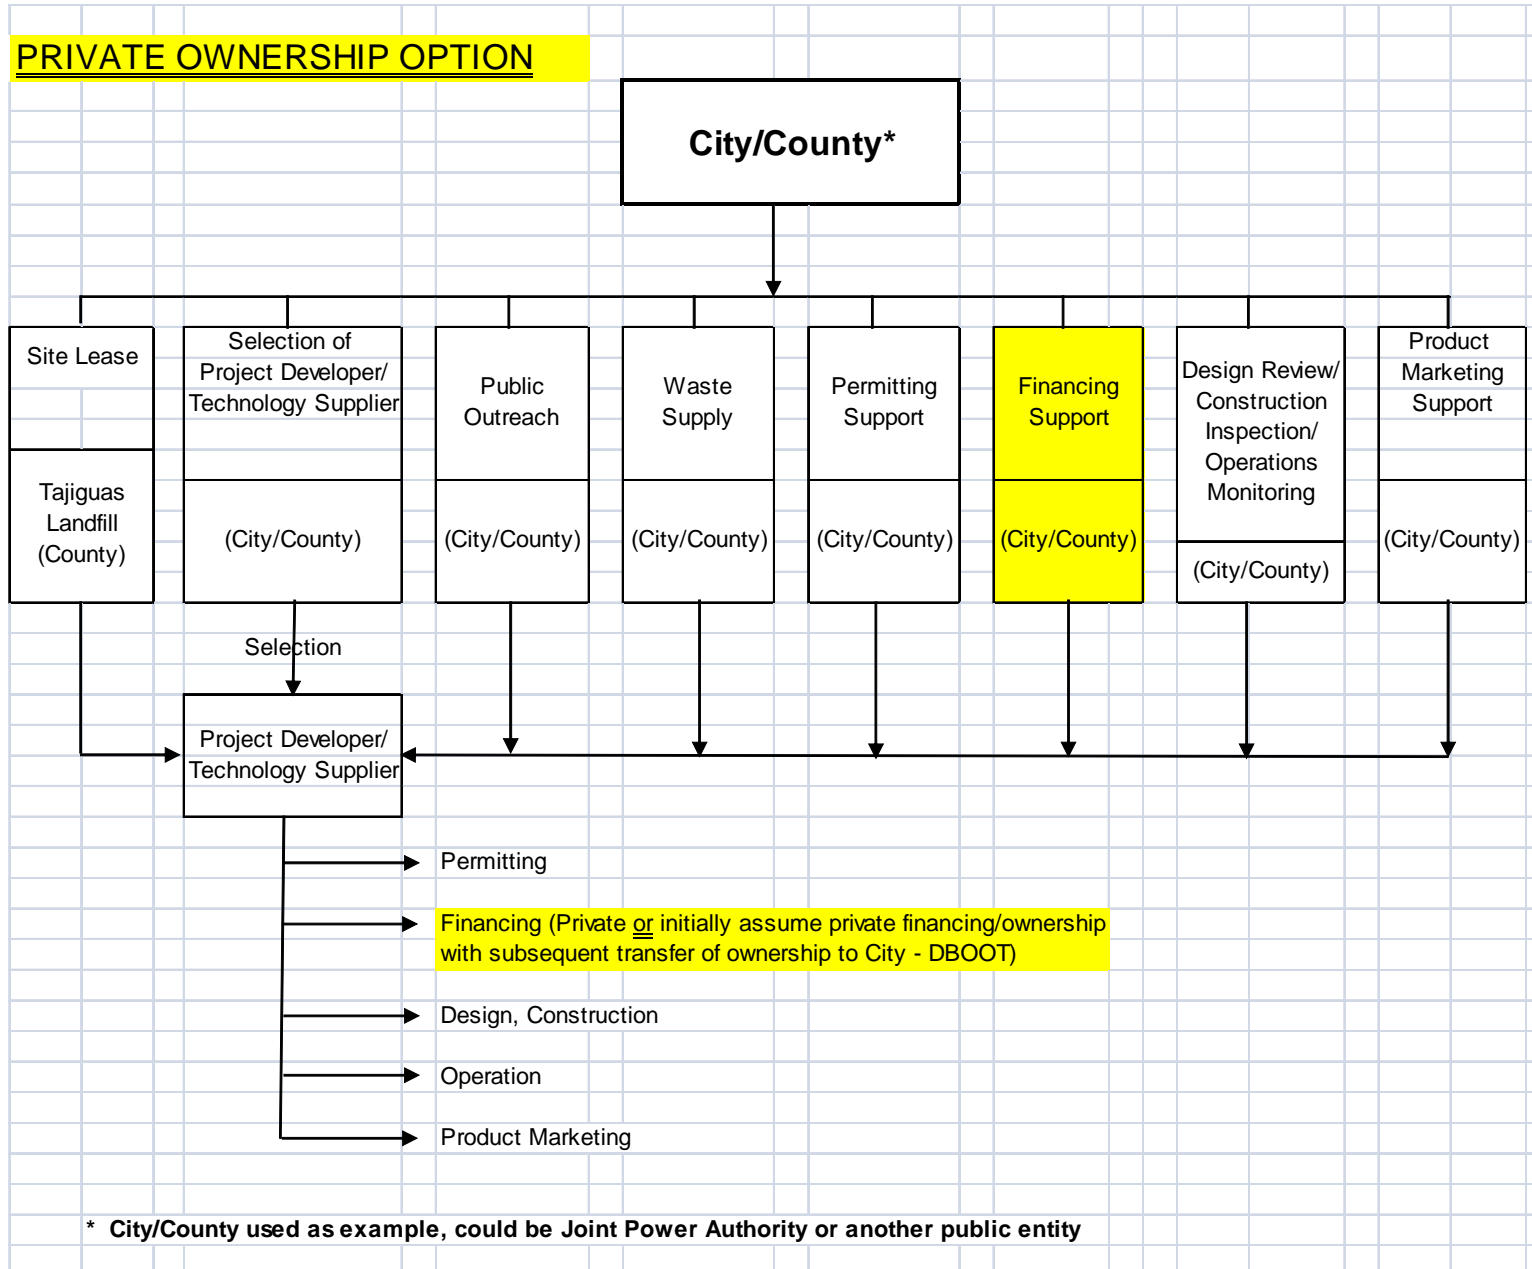 PRIVATE OWNERSHIP OPTION
City/County*
Site Lease
Tajiguas
Landfill
(County)
Selection of
Project Developer/
Technology Supplier
(City/County)
Public
Outreach
(City/County)
Waste
Supply
(City/County)
Permitting
Support
(City/County)
Financing
Support
(City/County)
Design Review/
Construction
Inspection/
Operations
Monitoring
(City/County)
Product
Marketing
Support
(City/County)
Selection
Project Developer/
Technology Supplier
Permitting
Financing (Private or initially assume private financing/ownership
with subsequent transfer of ownership to City - DBOOT)
Design, Construction
Operation
Product Marketing
* City/County used as example, could be Joint Power Authority or another public entity